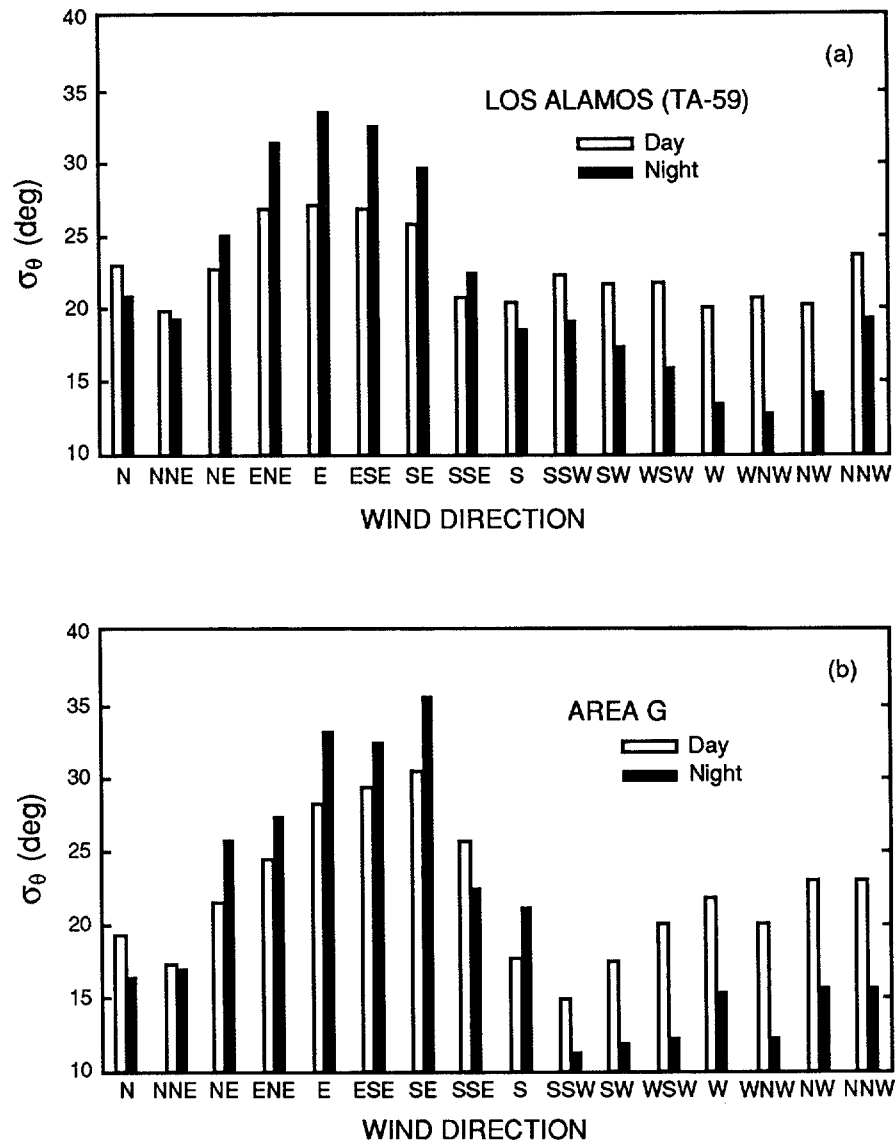 40
35
30
25
20
15
10
σθ (deg)
(a)
LOS ALAMOS (TA-59)
Day
Night
N NNE NE ENE E ESE SE SSE S SSW SW WSW W WNW NW NNW
WIND DIRECTION
40
35
30
25
20
15
10
σθ (deg)
(b)
AREA G
Day
Night
N NNE NE ENE E ESE SE SSE S SSW SW WSW W WNW NW NNW
WIND DIRECTION